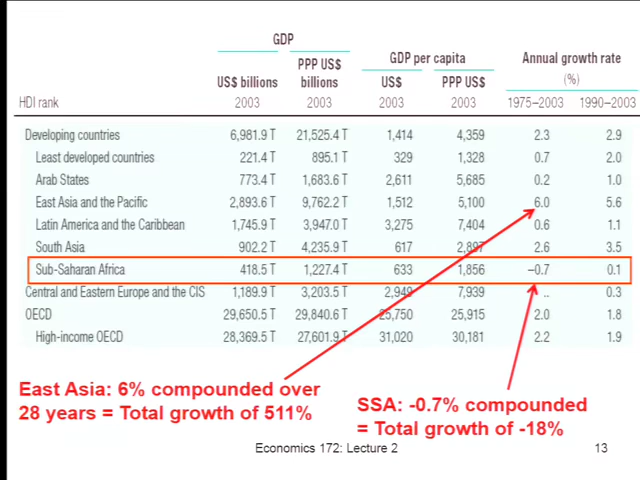 GDP
GDP per capita Annual growth rate
PPP US$ (%)
US$ billions billions US$ PPP US$
HDI rank 2003 2003 2003 2003 1975–2003 1990–2003
Developing countries 6,981.9 T 21,525.4 T 1,414 4,359 2.3 2.9
Least developed countries 221.4 T 895.1 T 329 1,328 0.7 2.0
Arab States 773.4 T 1,683.6 T 2,611 5,685 0.2 1.0
East Asia and the Pacific 2,893.6 T 9,762.2 T 1,512 5,100 6.0 5.6
Latin America and the Caribbean 1,745.9 T 3,947.0 T 3,275 7,404 0.6 1.1
South Asia 902.2 T 4,235.9 T 617 2,897 2.6 3.5
Sub-Saharan Africa 418.5 T 1,227.4 T 633 1,856 –0.7 0.1
Central and Eastern Europe and the CIS 1,189.9 T 3,203.5 T 2,949 7,939 .. 0.3
OECD 29,650.5 T 29,840.6 T 25,750 25,915 2.0 1.8
High-income OECD 28,369.5 T 27,601.9 T 31,020 30,181 2.2 1.9
East Asia: 6% compounded over
28 years = Total growth of 511%
SSA: -0.7% compounded
= Total growth of -18%
Economics 172: Lecture 2 13